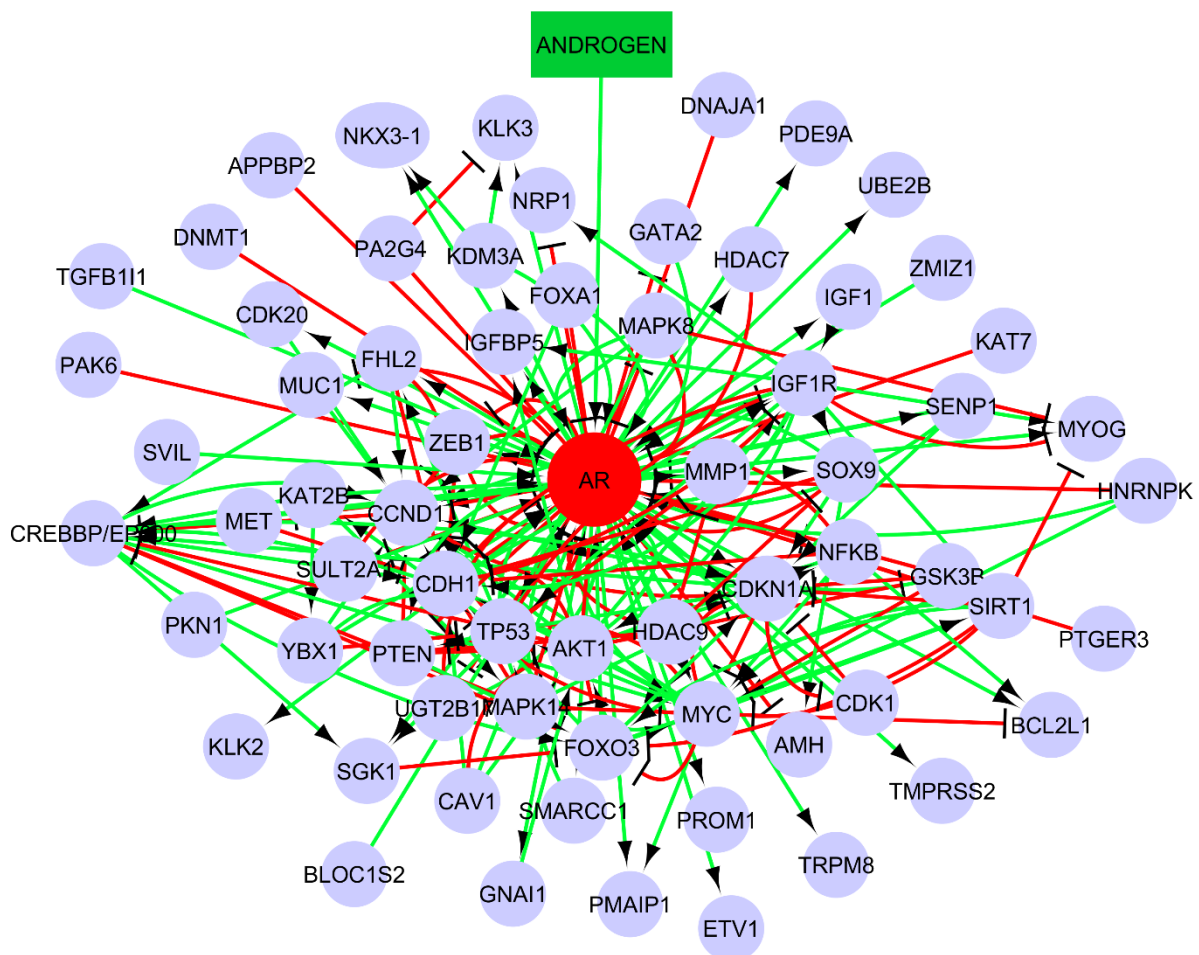 ANDROGEN
DNAJA1
NKX3-1
KLK3
PDE9A
APPBP2
NRP1
UBE2B
DNMT1
PA2G4
KDM3A
GATA2
HDAC7
ZMIZ1
TGFB1I1
CDK20
FOXA1
IGF1
IGFBP5
MAPK8
KAT7
PAK6
FHL2
MUC1
IGF1R
SENP1
ZEB1
MYOG
SVIL
AR
MMP1
SOX9
KAT2B
HNRNPK
MET
CCND1
CREBBP/EP300
NFKB
SULT2A1
CDH1
CDKN1A
GSK3B
SIRT1
PKN1
TP53
HDAC9
YBX1
PTEN
AKT1
PTGER3
UGT2B1
MAPK1
MYC
CDK1
BCL2L1
KLK2
FOXO3
AMH
SGK1
TMPRSS2
CAV1
SMARCC1
PROM1
BLOC1S2
TRPM8
GNAI1
PMAIP1
ETV1